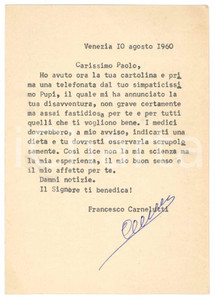 Venezia 10 agosto 1960
Carissimo Paolo,
Ho avuto ora la tua cartolina e pri
ma una telefonata dal tuo simpaticissi
mo Pupi, il quale mi ha annunciato la
tua disavventura, non grave certamente
ma assai fastidiosa per te e per tutti
quelli che ti vogliono bene. I medici
dovrebbero, a mio avviso, indicarti una
dieta e tu dovresti osservarla scrupolo
samente. Così dice non la mia scienza ma
la mia esperienza, il mio buon senso e
il mio affetto per te.
Dammi notizie.
Il Signore ti benedica!
Francesco Carnelutti